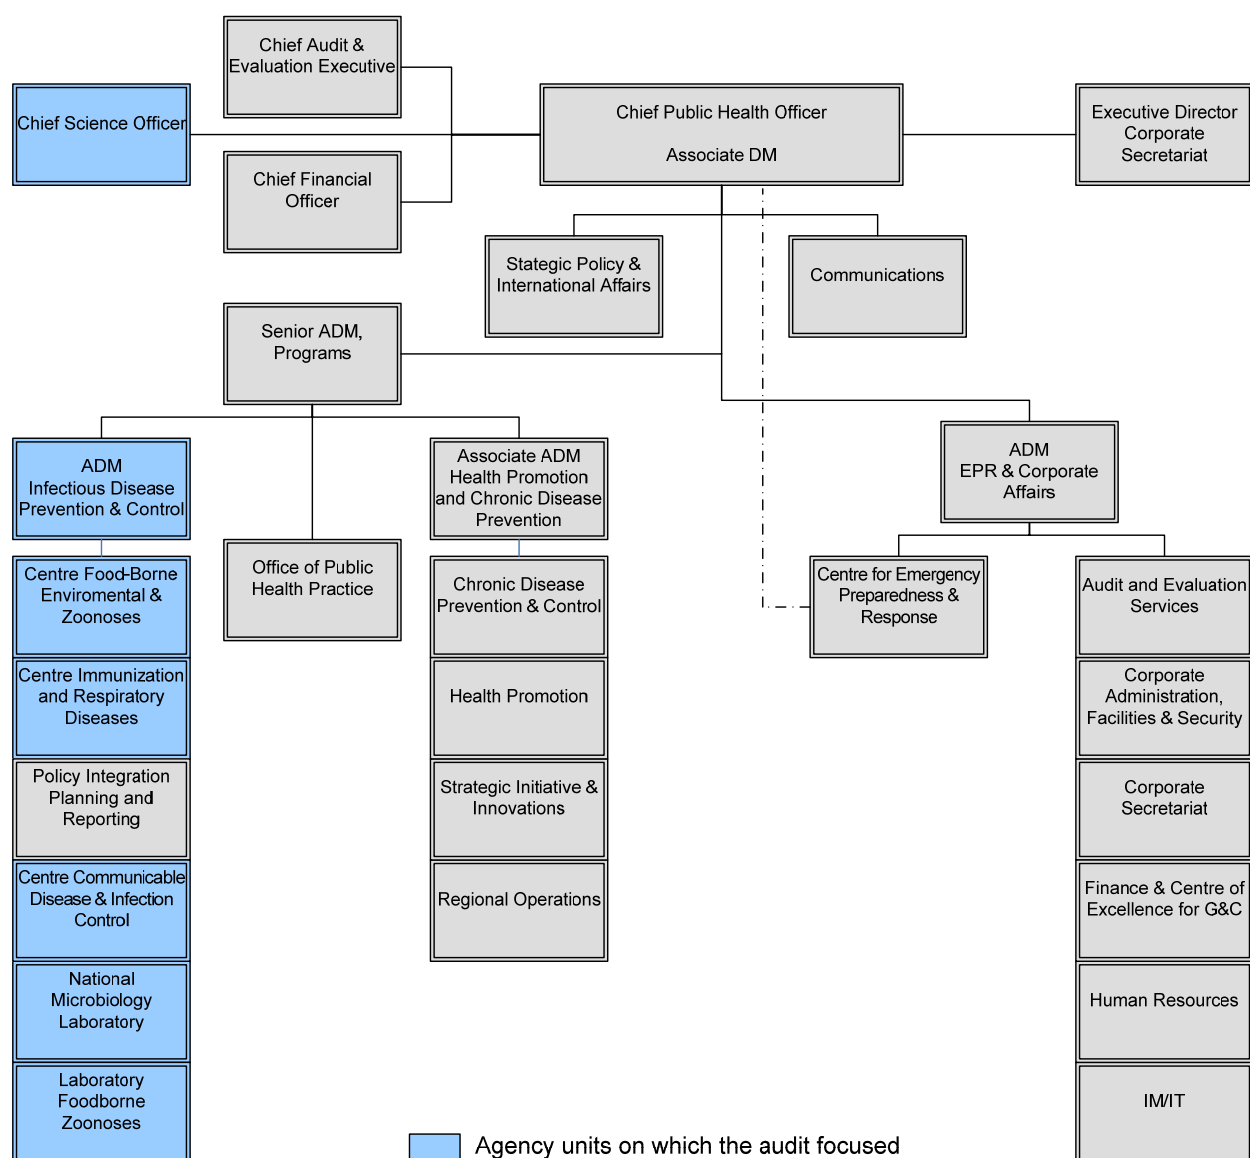 Chief Audit &
Evaluation Executive
Chief Science Officer
Chief Public Health Officer
Associate DM
Executive Director
Corporate
Secretariat
Chief Financial
Officer
Stategic Policy &
International Affairs
Communications
Senior ADM,
Programs
ADM
Infectious Disease
Prevention & Control
Associate ADM
Health Promotion
and Chronic Disease
Prevention
ADM
EPR & Corporate
Affairs
Centre Food-Borne
Enviromental &
Zoonoses
Office of Public
Health Practice
Chronic Disease
Prevention & Control
Centre for Emergency
Preparedness &
Response
Audit and Evaluation
Services
Centre Immunization
and Respiratory
Diseases
Health Promotion
Corporate
Administration,
Facilities & Security
Policy Integration
Planning and
Reporting
Strategic Initiative &
Innovations
Corporate
Secretariat
Centre Communicable
Disease & Infection
Control
Regional Operations
Finance & Centre of
Excellence for G&C
National
Microbiology
Laboratory
Human Resources
Laboratory
Foodborne
Zoonoses
IM/IT
Agency units on which the audit focused